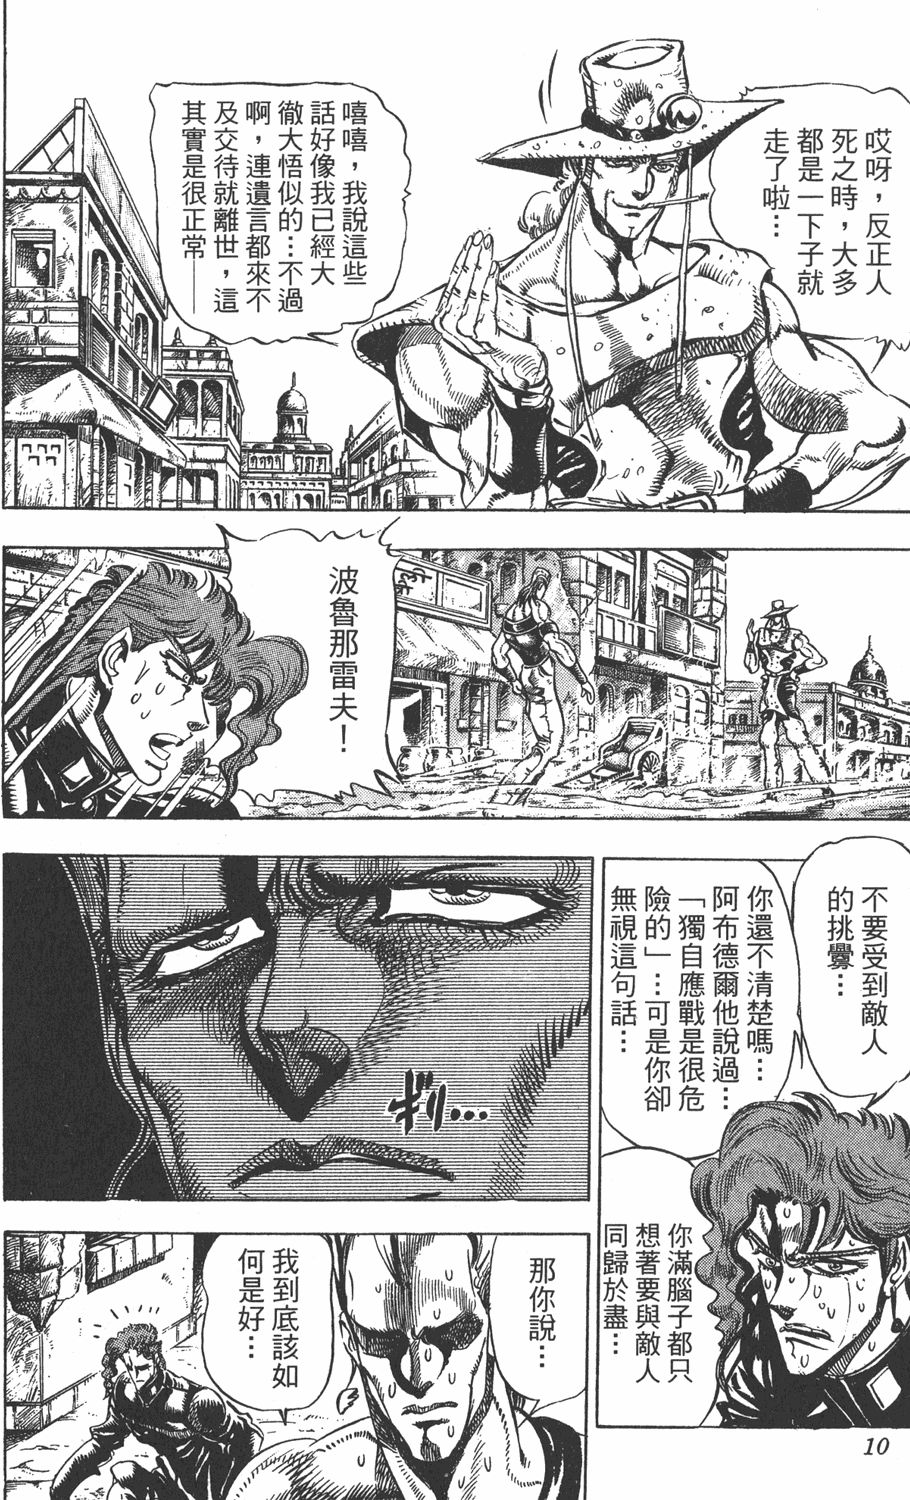 哎呀，反正人
死之時，大多
都是一下子就
走了啦…
嘻嘻，我說這些
話好像我已經大
徹大悟似的…不過
啊，連遺言都來不
及交待就離世，這
其實是很正常——
波魯那雷夫！
不要受到敵人
的挑釁…
你還不清楚嗎…
阿布德爾他說過…
「獨自應戰是很危
險的」…可是你卻
無視這句話…
你滿腦子都只
想著要與敵人
同歸於盡…
ギリ…
那你說…
我到底該如
何是好…
10